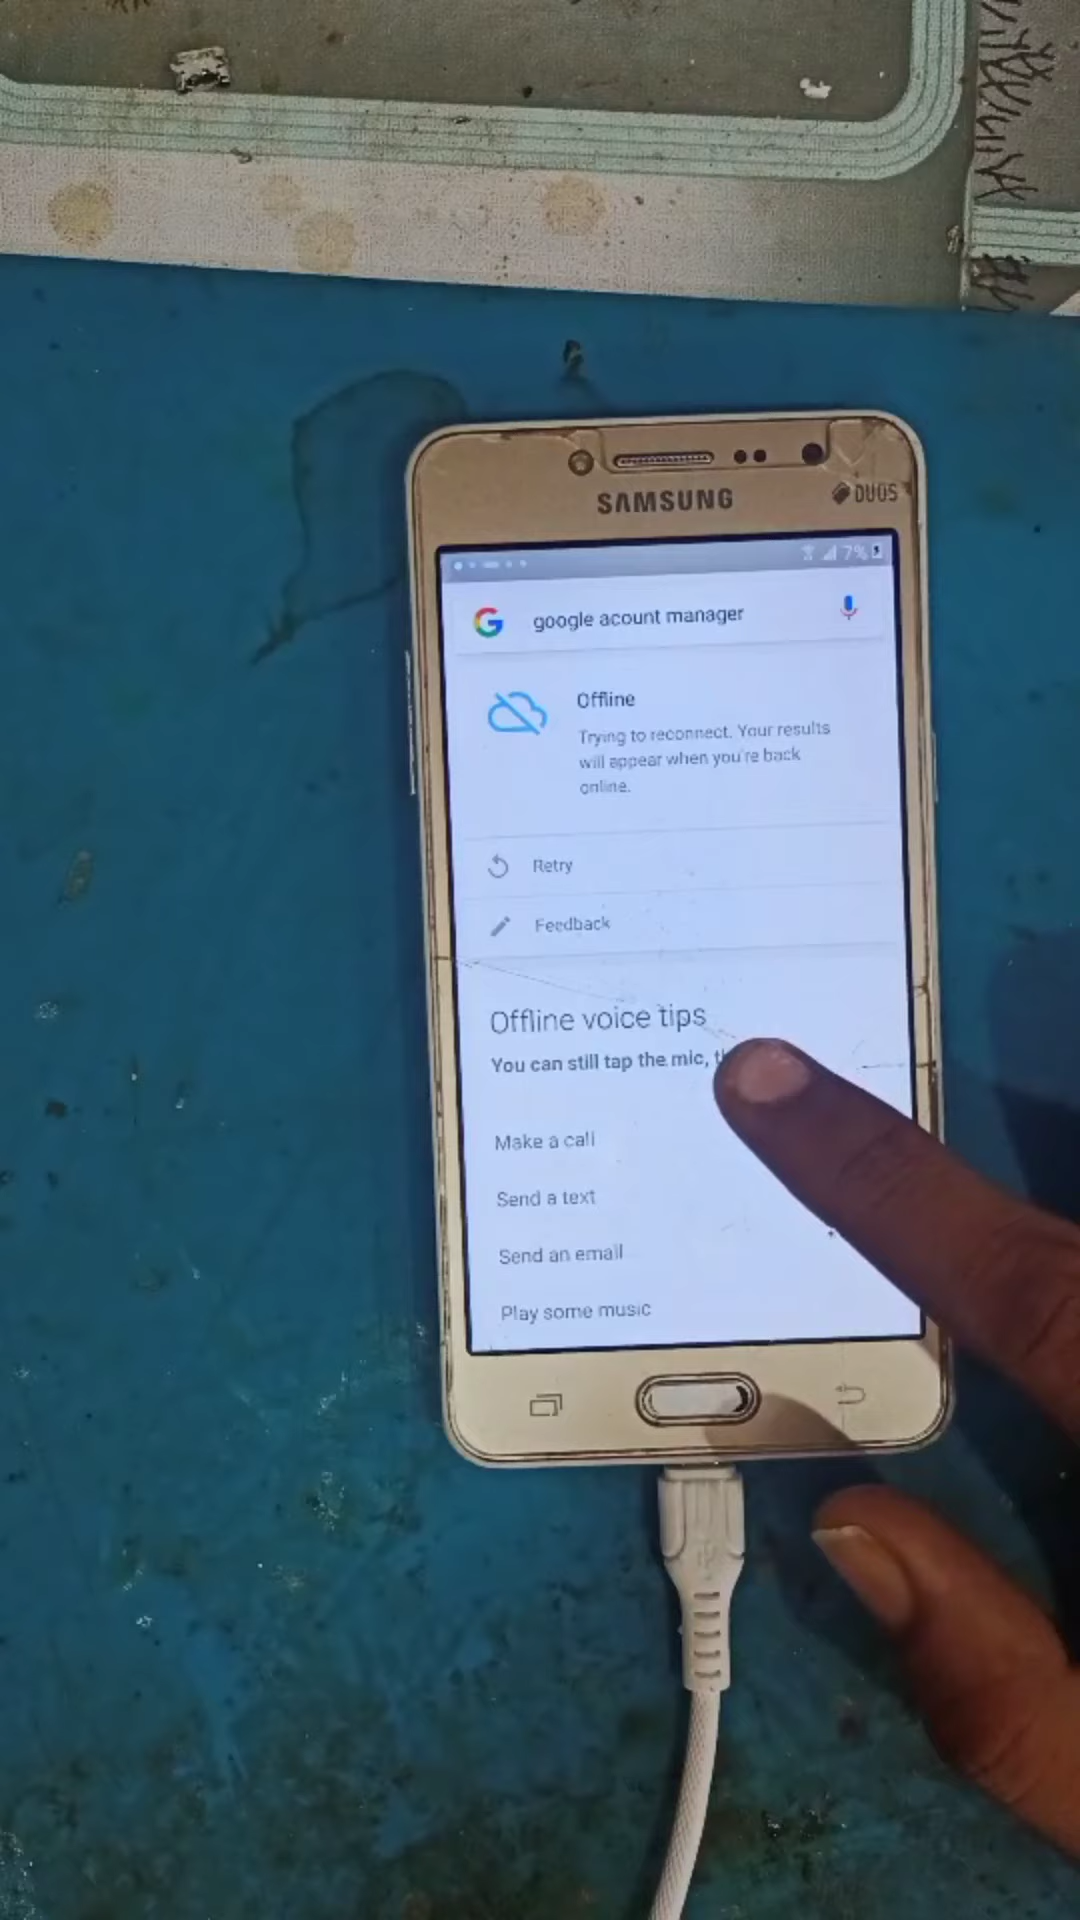 SAMSUNG
DUOS
7%
google acount manager
Offline
Trying to reconnect. Your results
will appear when you're back
online.
Retry
Feedback
Offline voice tips
You can still tap the mic,
Make a call
Send a text
Send an email
Play some music